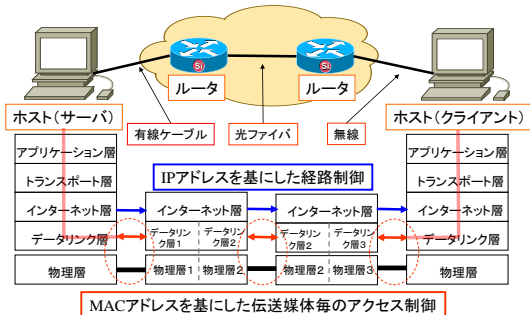 Si
Si
ルータ
ルータ
ホスト(サーバ)
ホスト(クライアント)
有線ケーブル
光ファイバ
無線
アプリケーション層
アプリケーション層
IPアドレスを基にした経路制御
トランスポート層
トランスポート層
インターネット層
インターネット層
インターネット層
インターネット層
データリンク層
データリンク層1
データリンク層2
データリンク層2
データリンク層3
データリンク層
物理層
物理層1
物理層2
物理層2
物理層3
物理層
MACアドレスを基にした伝送媒体毎のアクセス制御